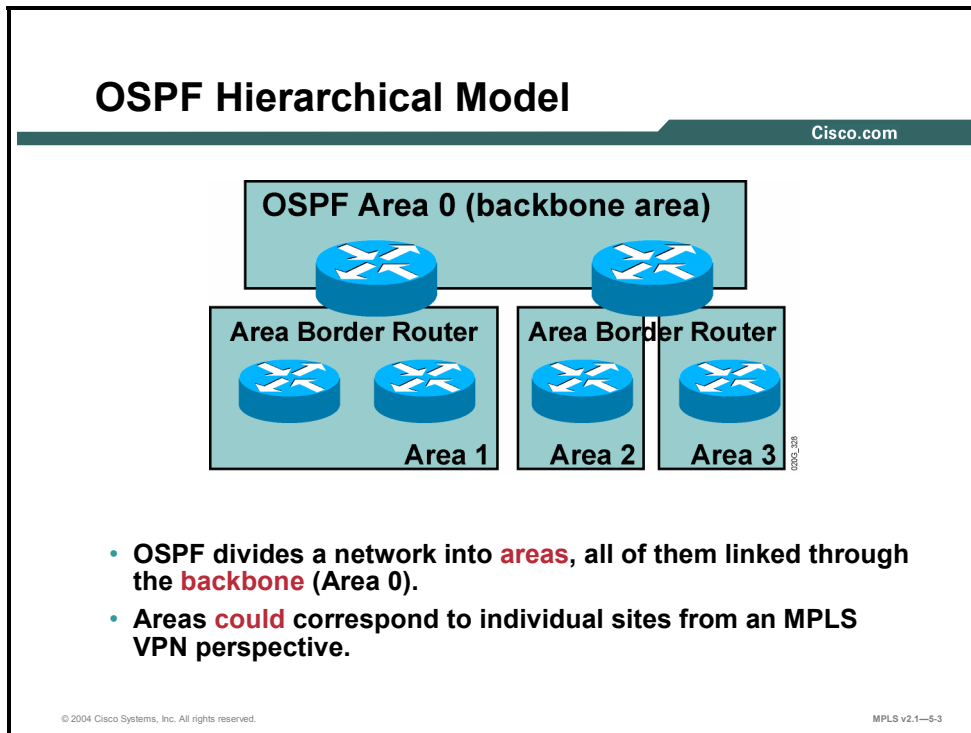 OSPF Hierarchical Model
Cisco.com
OSPF Area 0 (backbone area)
Area Border Router
Area Border Router
Area 1
Area 2
Area 3
020G_328
• OSPF divides a network into areas, all of them linked through
the backbone (Area 0).
• Areas could correspond to individual sites from an MPLS
VPN perspective.
© 2004 Cisco Systems, Inc. All rights reserved.
MPLS v2.1—5-3